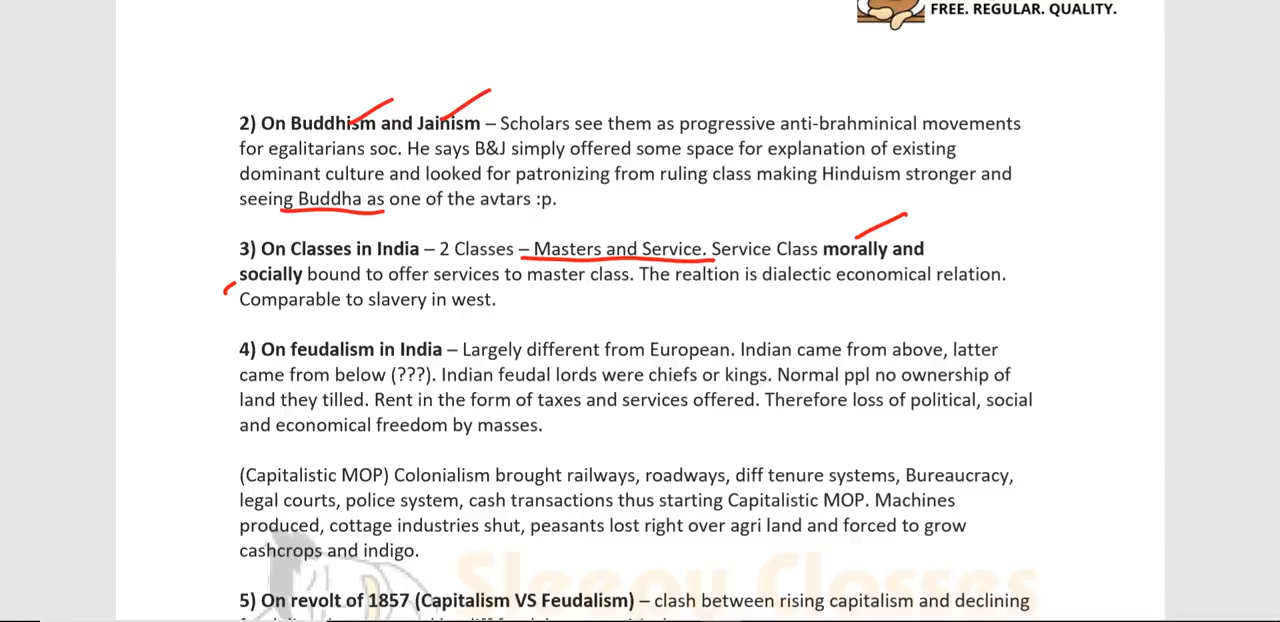 FREE. REGULAR. QUALITY.
2) On Buddhism and Jainism – Scholars see them as progressive anti-brahminical movements
for egalitarians soc. He says B&J simply offered some space for explanation of existing
dominant culture and looked for patronizing from ruling class making Hinduism stronger and
seeing Buddha as one of the avtars :p.
3) On Classes in India – 2 Classes – Masters and Service. Service Class morally and
socially bound to offer services to master class. The realtion is dialectic economical relation.
Comparable to slavery in west.
4) On feudalism in India – Largely different from European. Indian came from above, latter
came from below (???). Indian feudal lords were chiefs or kings. Normal ppl no ownership of
land they tilled. Rent in the form of taxes and services offered. Therefore loss of political, social
and economical freedom by masses.
(Capitalistic MOP) Colonialism brought railways, roadways, diff tenure systems, Bureaucracy,
legal courts, police system, cash transactions thus starting Capitalistic MOP. Machines
produced, cottage industries shut, peasants lost right over agri land and forced to grow
cashcrops and indigo.
Sleepy Classes
5) On revolt of 1857 (Capitalism VS Feudalism) – clash between rising capitalism and declining